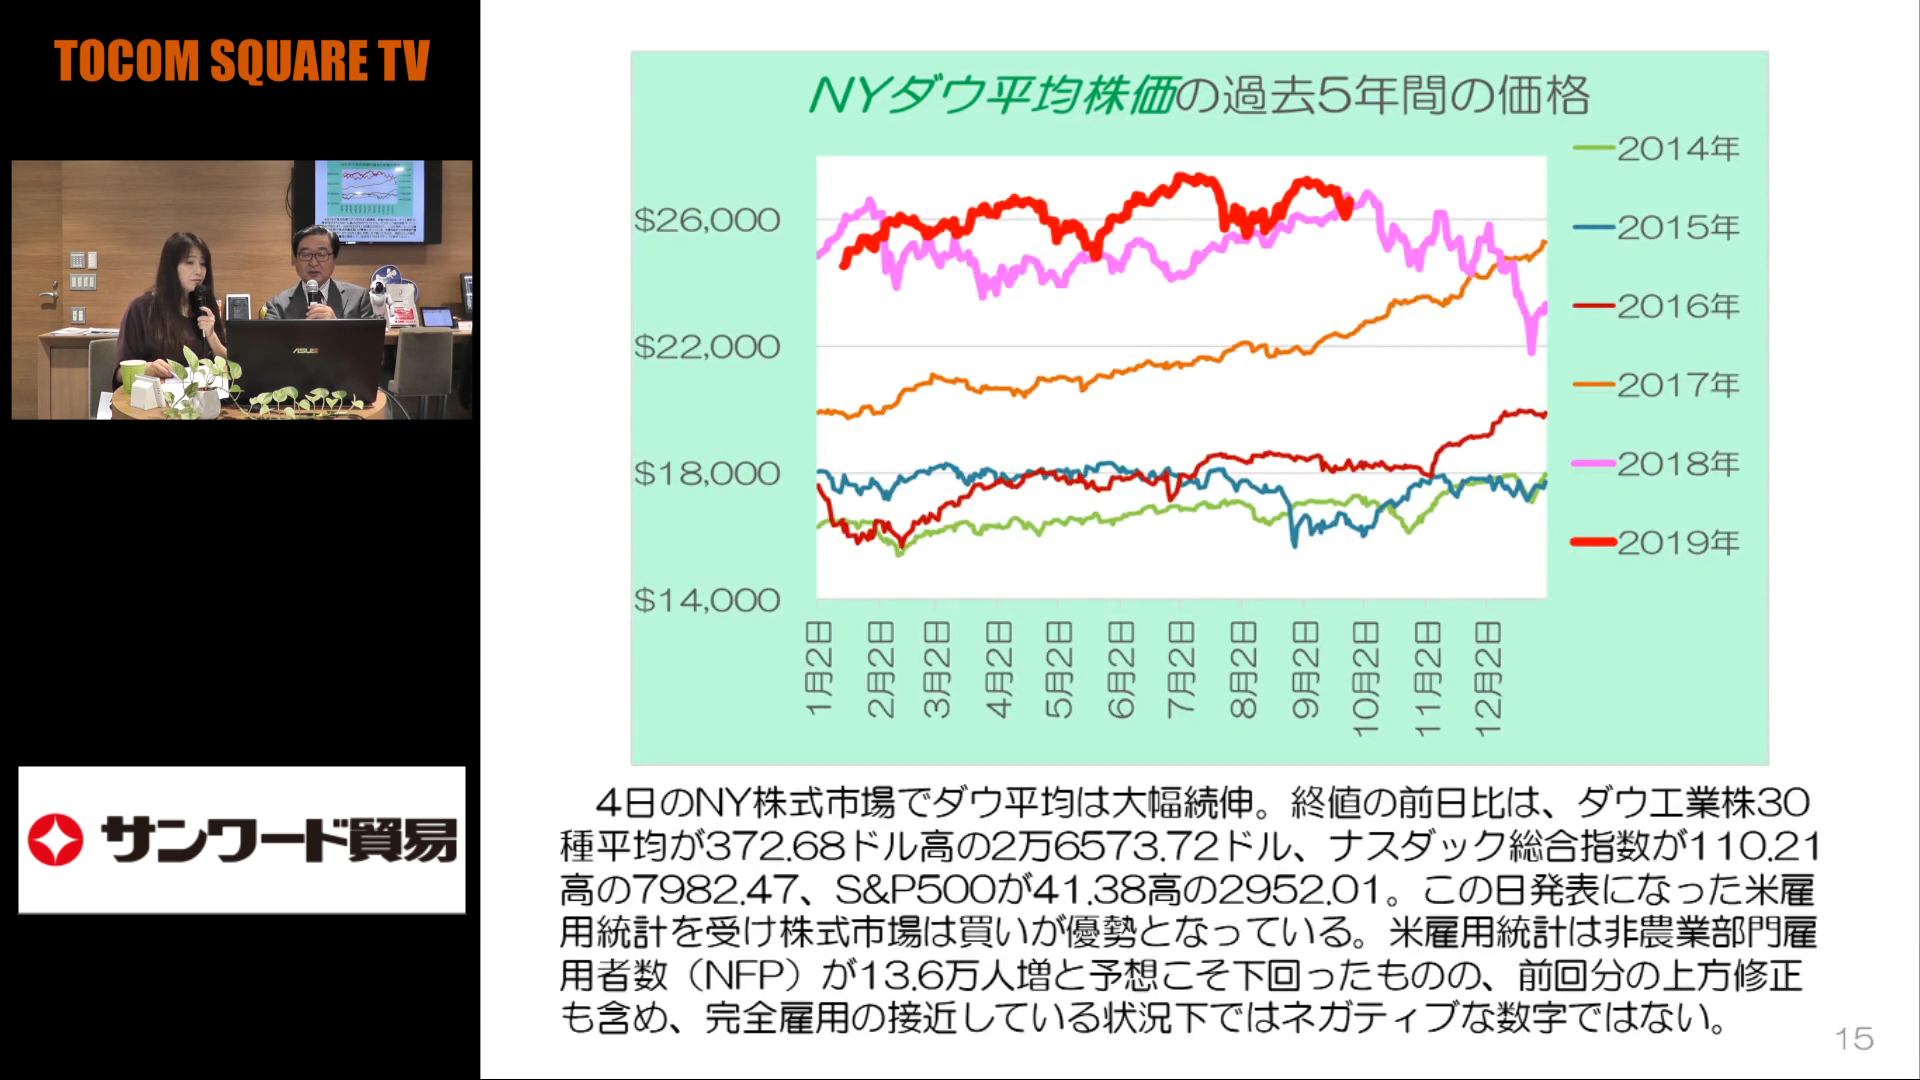 TOCOM SQUARE TV
NYダウ平均株価の過去5年間の価格
2014年
2015年
2016年
2017年
2018年
2019年
$26,000
$22,000
$18,000
$14,000
1月2日
2月2日
3月2日
4月2日
5月2日
6月2日
7月2日
8月2日
9月2日
10月2日
11月2日
12月2日
ASUS
サンワード貿易
4日のNY株式市場でダウ平均は大幅続伸。終値の前日比は、ダウ工業株30
種平均が372.68ドル高の2万6573.72ドル、ナスダック総合指数が110.21
高の7982.47、S&P500が41.38高の2952.01。この日発表になった米雇
用統計を受け株式市場は買いが優勢となっている。米雇用統計は非農業部門雇
用者数（NFP）が13.6万人増と予想こそ下回ったものの、前回分の上方修正
も含め、完全雇用の接近している状況下ではネガティブな数字ではない。
15